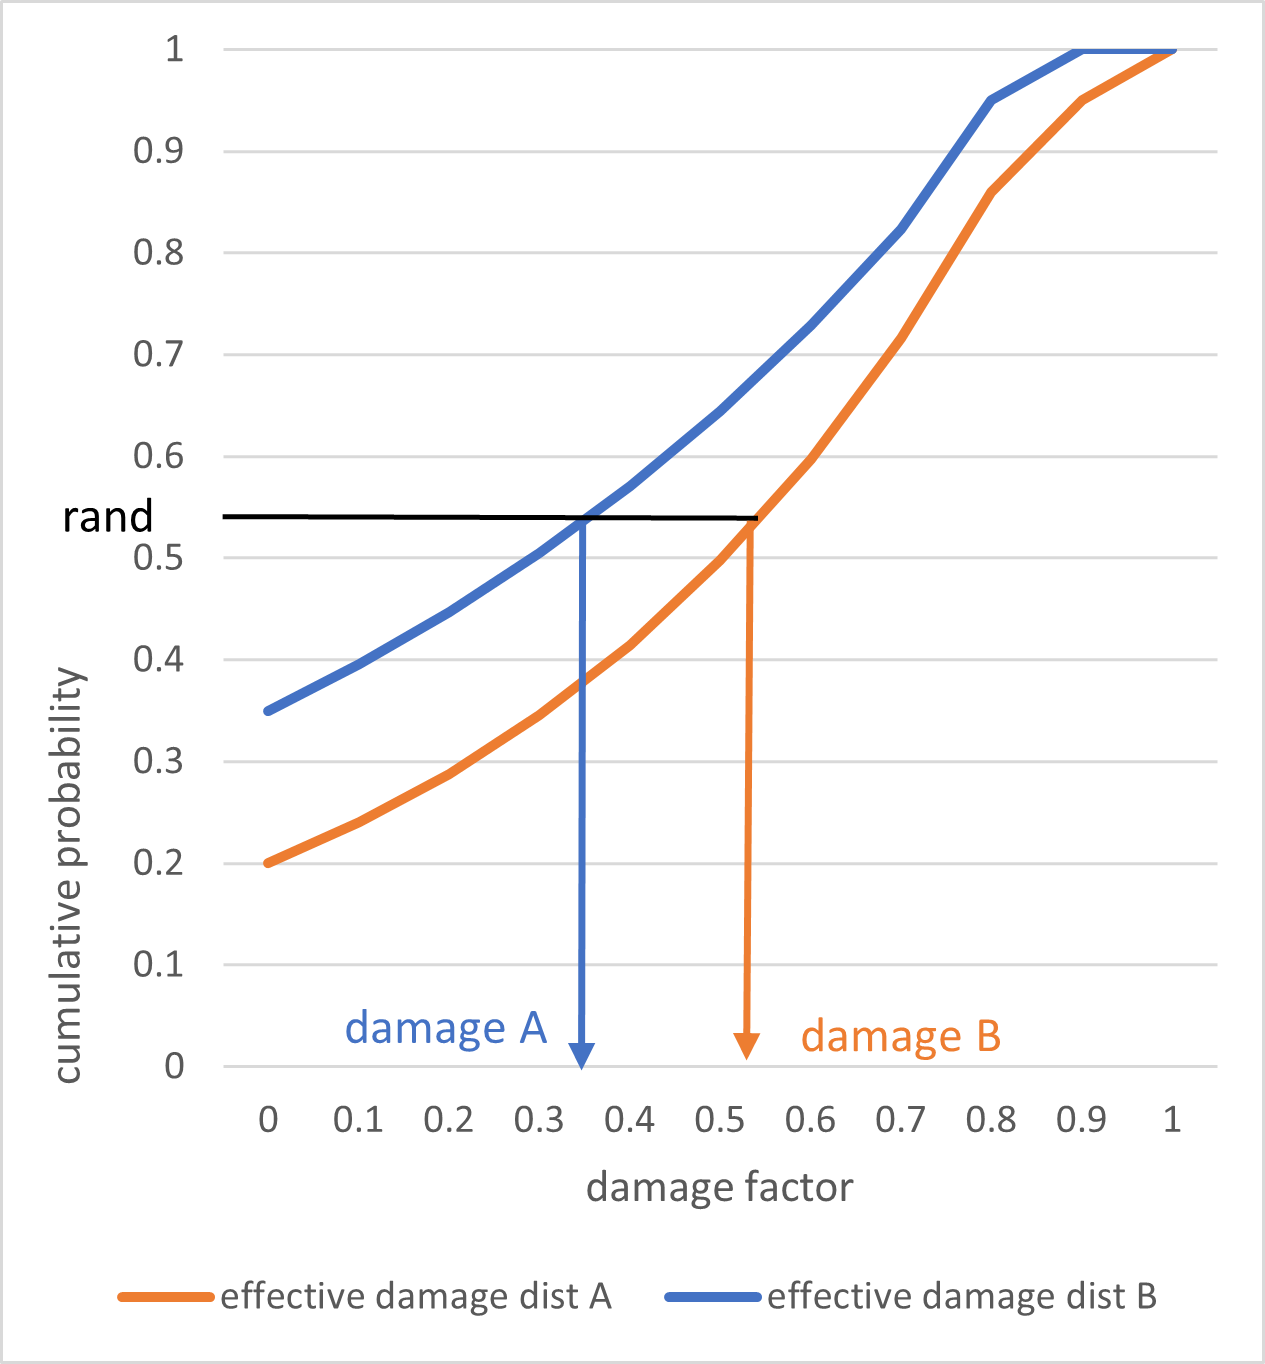 1
0.9
0.8
0.7
0.6
rand
0.5
0.4
0.3
0.2
0.1
0
cumulative probability
damage A
damage B
0 0.1 0.2 0.3 0.4 0.5 0.6 0.7 0.8 0.9 1
damage factor
effective damage dist A effective damage dist B